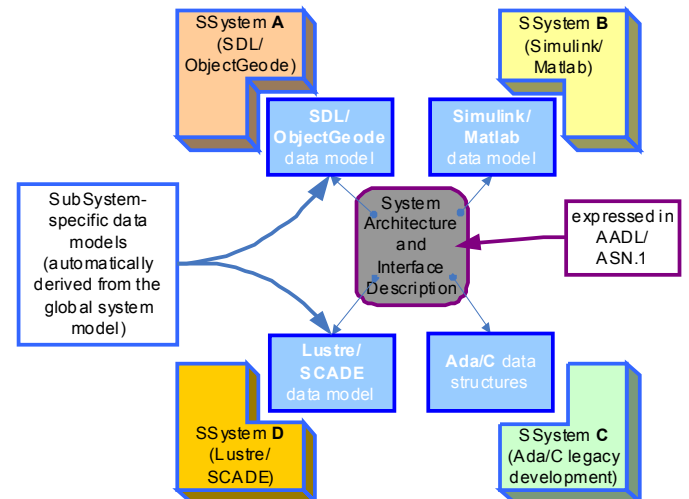 SSystem A
(SDL/
ObjectGeode)
SSystem B
(Simulink/
Matlab)
SDL/
ObjectGeode
data model
Simulink/
Matlab
data model
SubSystem-
specific data
models
(automatically
derived from the
global system
model)
System
Architecture
and
Interface
Description
expressed in
AADL/
ASN.1
Lustre/
SCADE
data model
Ada/C data
structures
SSystem D
(Lustre/
SCADE)
SSystem C
(Ada/C legacy
development)